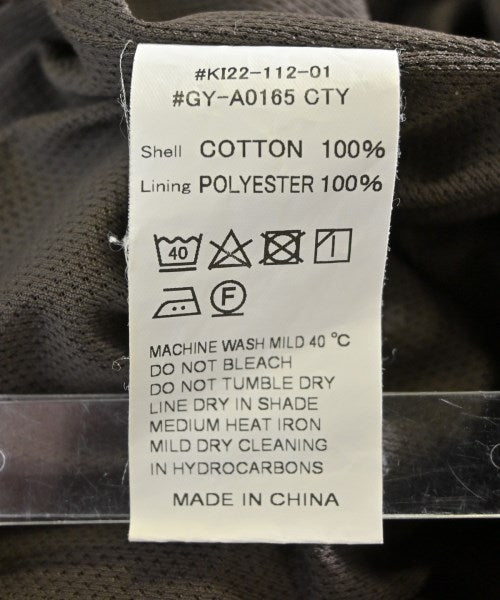 #KI22-112-01
#GY-A0165 CTY
Shell COTTON 100%
Lining POLYESTER 100%
40
F
MACHINE WASH MILD 40 °C
DO NOT BLEACH
DO NOT TUMBLE DRY
LINE DRY IN SHADE
MEDIUM HEAT IRON
MILD DRY CLEANING
IN HYDROCARBONS
MADE IN CHINA